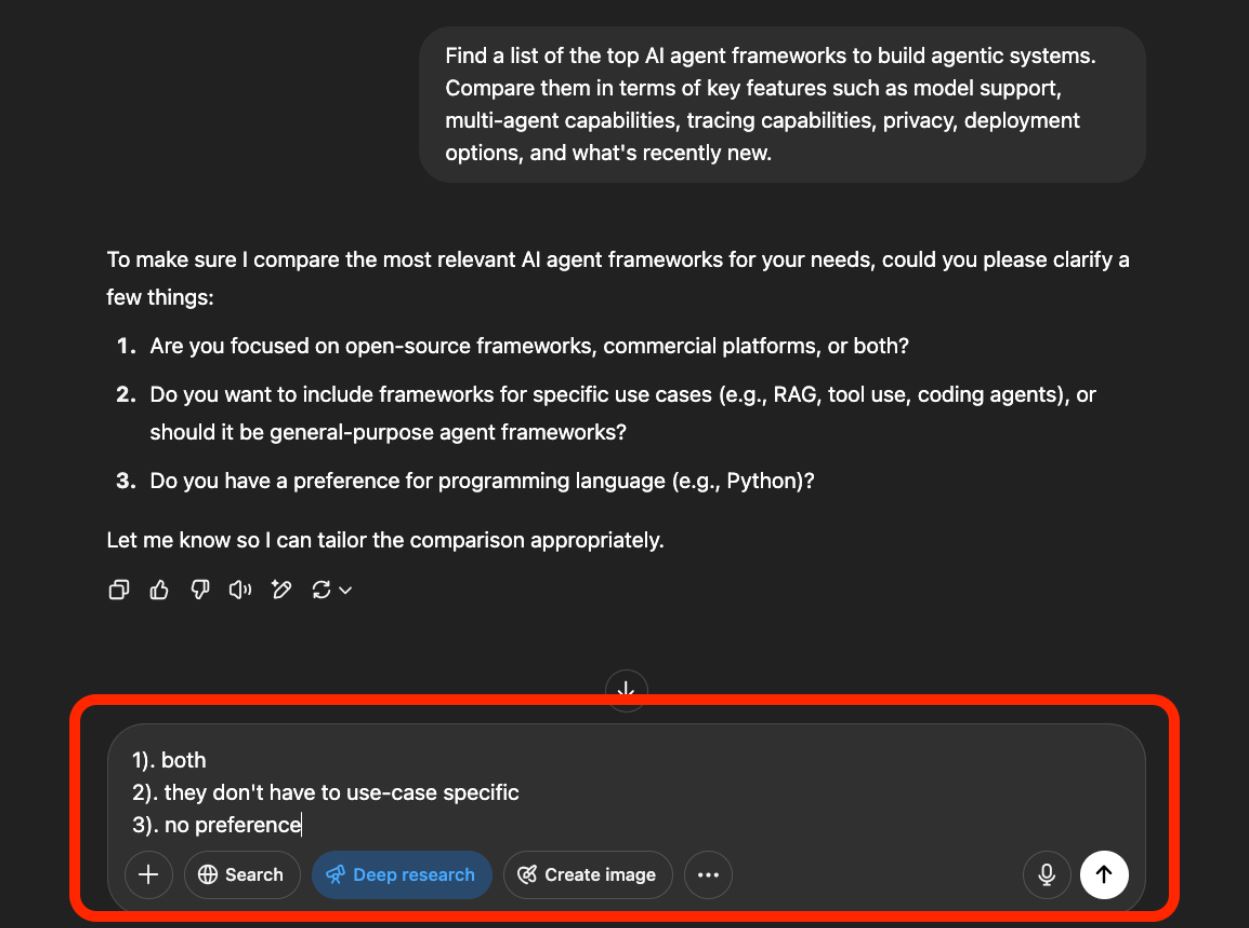 Find a list of the top AI agent frameworks to build agentic systems.
Compare them in terms of key features such as model support,
multi-agent capabilities, tracing capabilities, privacy, deployment
options, and what's recently new.
To make sure I compare the most relevant AI agent frameworks for your needs, could you please clarify a
few things:
1. Are you focused on open-source frameworks, commercial platforms, or both?
2. Do you want to include frameworks for specific use cases (e.g., RAG, tool use, coding agents), or
should it be general-purpose agent frameworks?
3. Do you have a preference for programming language (e.g., Python)?
Let me know so I can tailor the comparison appropriately.
1). both
2). they don't have to use-case specific
3). no preference
Search Deep research Create image